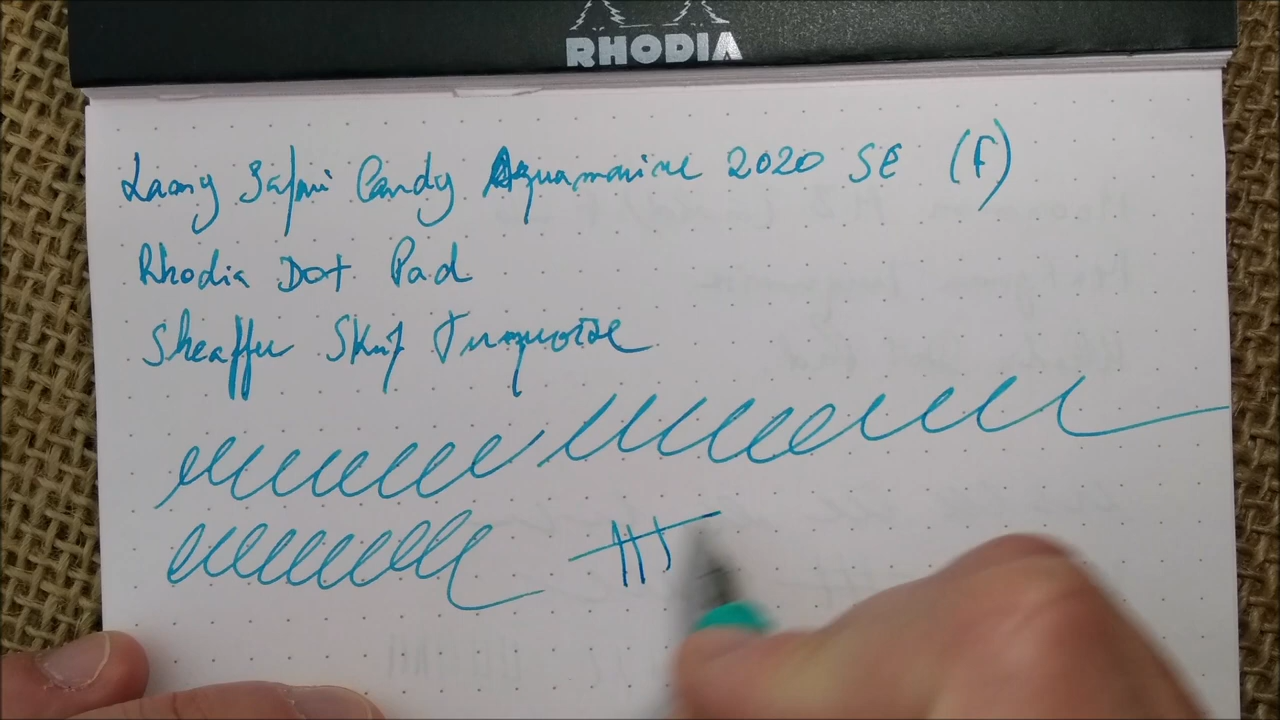 RHODIA
Lamy Safari Candy Aquamarine 2020 SE (F)
Rhodia Dot Pad
Sheaffer Skrip Turquoise